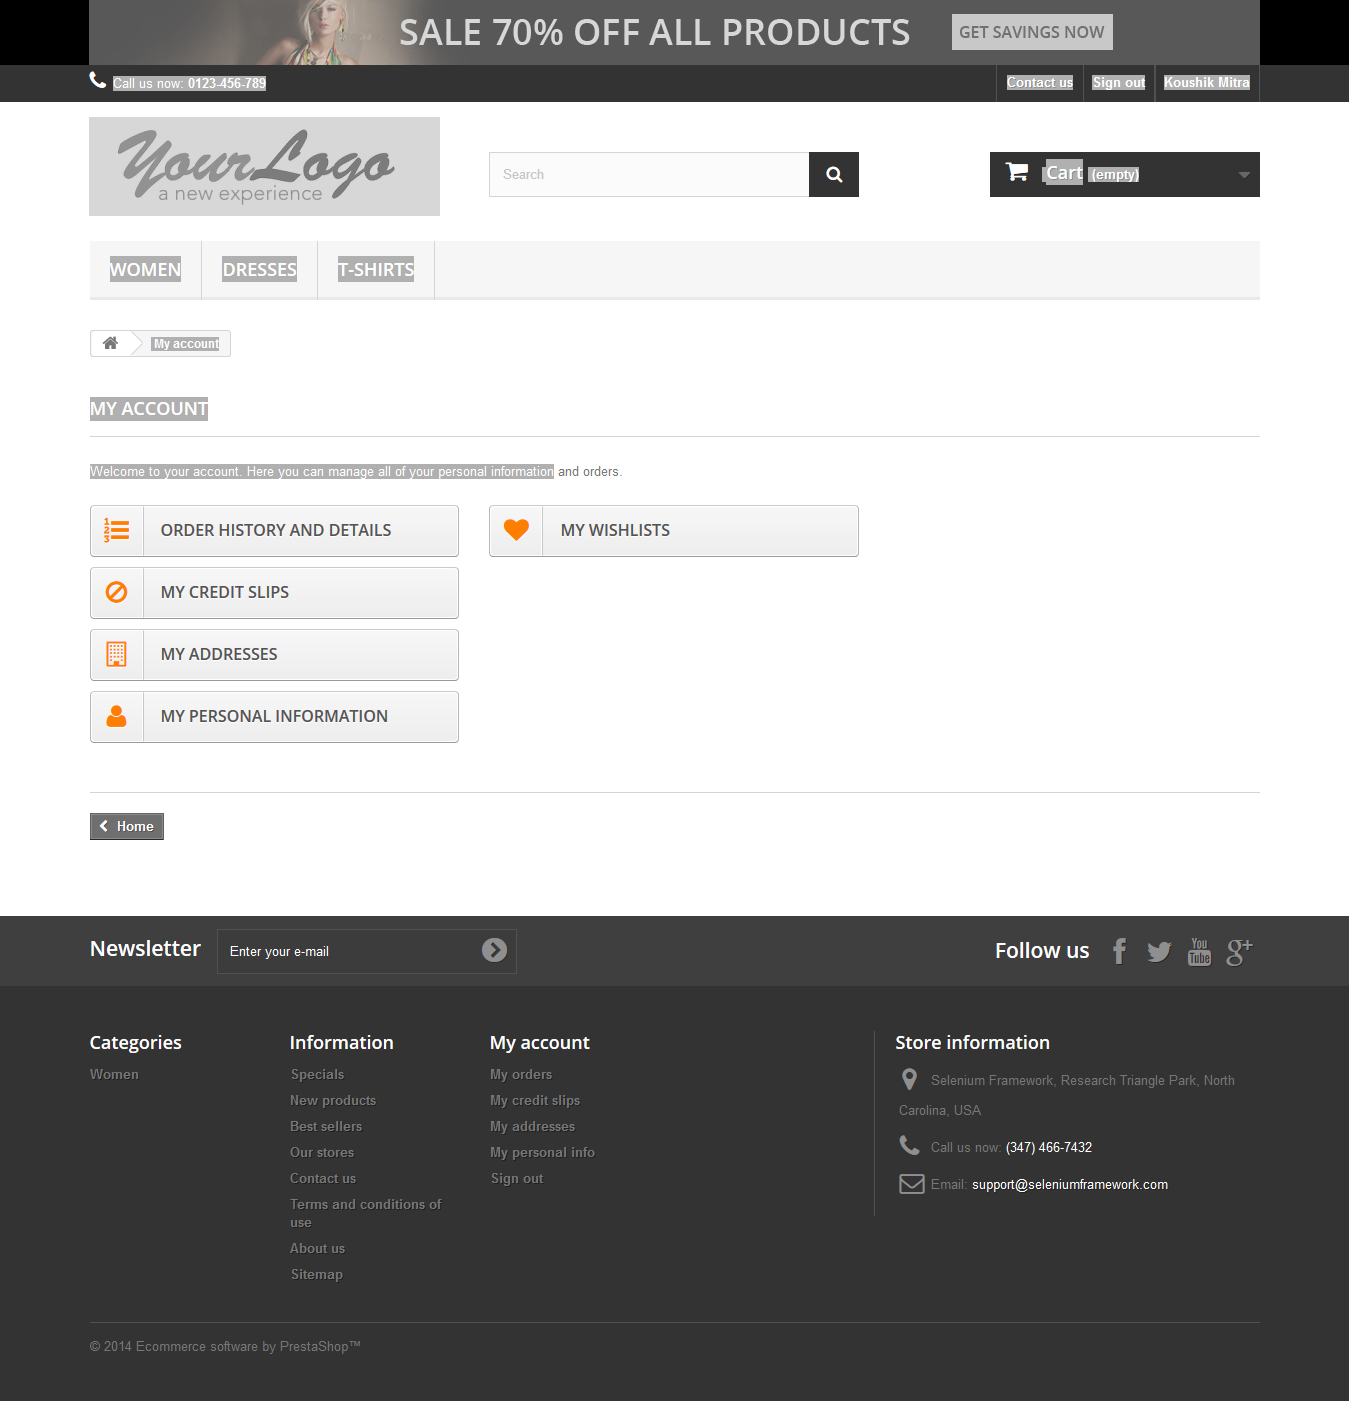 SALE 70% OFF ALL PRODUCTS GET SAVINGS NOW
Call us now: 0123-456-789 Contact us Sign out Koushik Mitra
YourLogo
a new experience
Search
Cart (empty)
WOMEN DRESSES T-SHIRTS
My account
MY ACCOUNT
Welcome to your account. Here you can manage all of your personal information and orders.
1
2
3
ORDER HISTORY AND DETAILS
MY CREDIT SLIPS
MY ADDRESSES
MY PERSONAL INFORMATION
MY WISHLISTS
Home
Newsletter Enter your e-mail
Follow us You Tube g+
Categories
Women
Information
Specials
New products
Best sellers
Our stores
Contact us
Terms and conditions of
use
About us
Sitemap
My account
My orders
My credit slips
My addresses
My personal info
Sign out
Store information
Selenium Framework, Research Triangle Park, North
Carolina, USA
Call us now: (347) 466-7432
Email: support@seleniumframework.com
© 2014 Ecommerce software by PrestaShop™